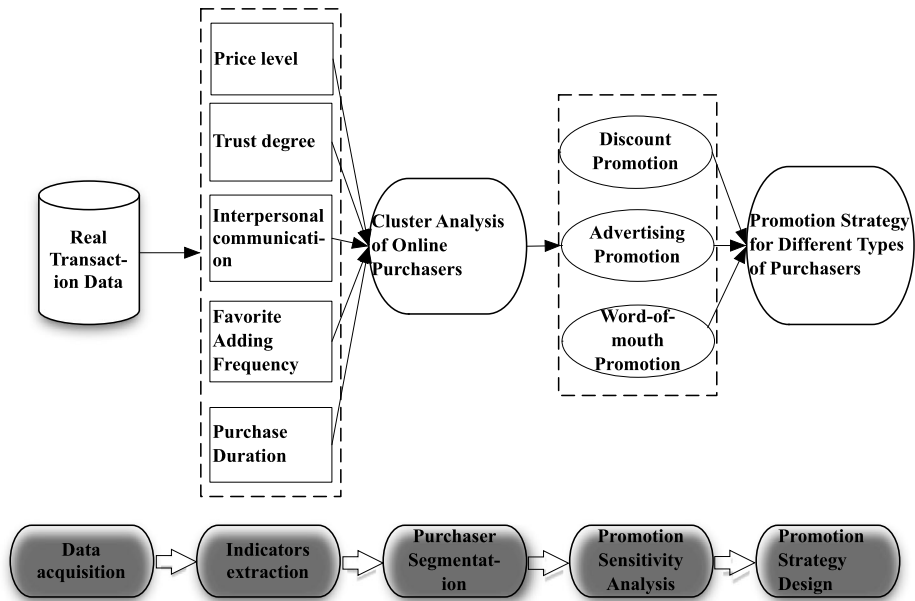 Price level
Trust degree
Interpersonal
communicati-
on
Favorite
Adding
Frequency
Purchase
Duration
Real
Transact-
ion Data
Cluster Analysis
of Online
Purchasers
Discount
Promotion
Advertising
Promotion
Word-of-
mouth
Promotion
Promotion Strategy
for Different Types
of Purchasers
Data
acquisition
Indicators
extraction
Purchaser
Segmentat-
ion
Promotion
Sensitivity
Analysis
Promotion
Strategy
Design